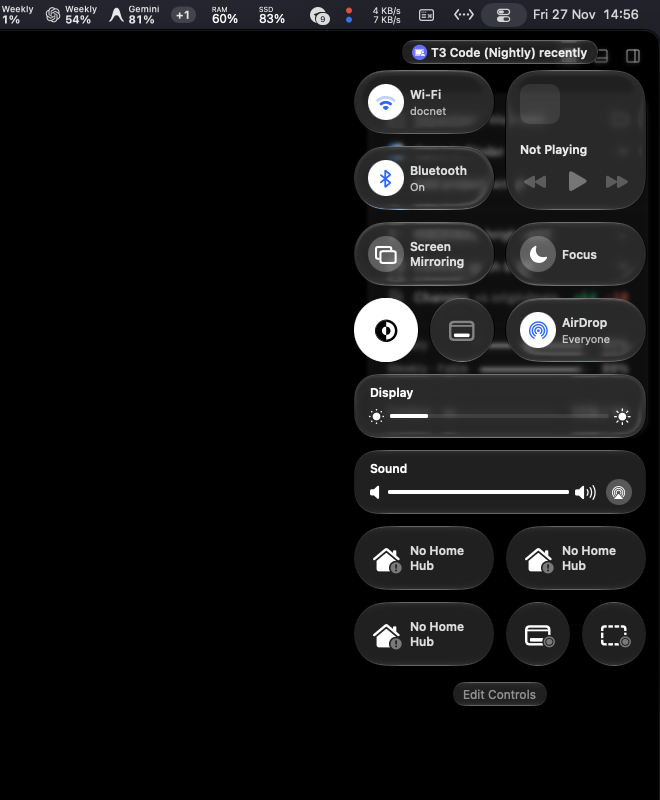 Weekly
1%
Weekly
54%
Gemini
81%
+1
RAM
60%
SSD
83%
9
4 KB/s
7 KB/s
Fri 27 Nov 14:56
T3 Code (Nightly) recently
Wi-Fi
docnet
Not Playing
Bluetooth
On
Screen
Mirroring
Focus
AirDrop
Everyone
Display
Sound
No Home
Hub
No Home
Hub
No Home
Hub
Edit Controls